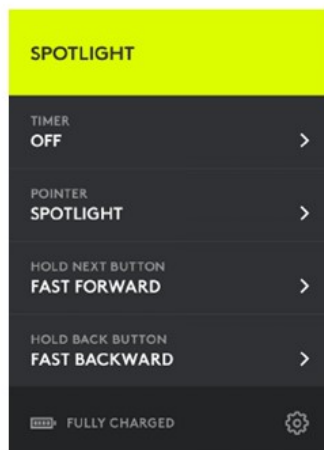 SPOTLIGHT
TIMER
OFF
POINTER
SPOTLIGHT
HOLD NEXT BUTTON
FAST FORWARD
HOLD BACK BUTTON
FAST BACKWARD
FULLY CHARGED